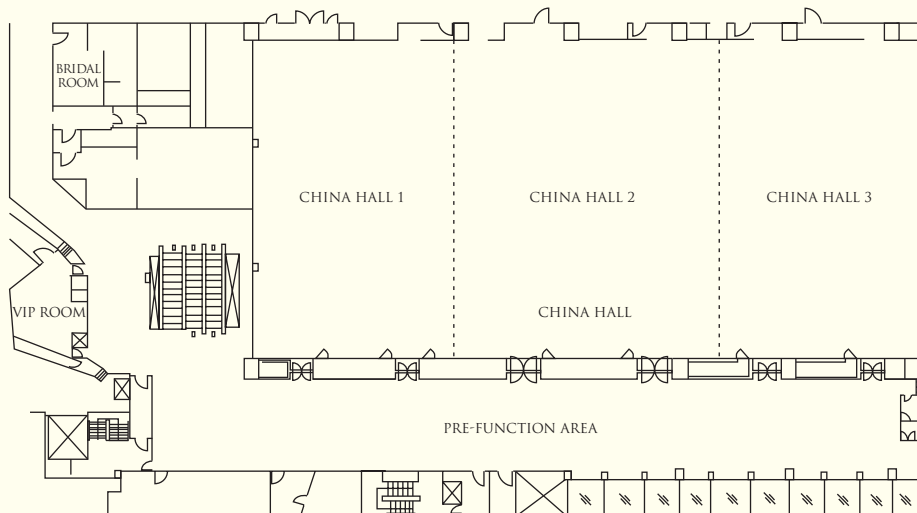 BRIDAL
ROOM
CHINA HALL 1
CHINA HALL 2
CHINA HALL 3
VIP ROOM
CHINA HALL
PRE-FUNCTION AREA